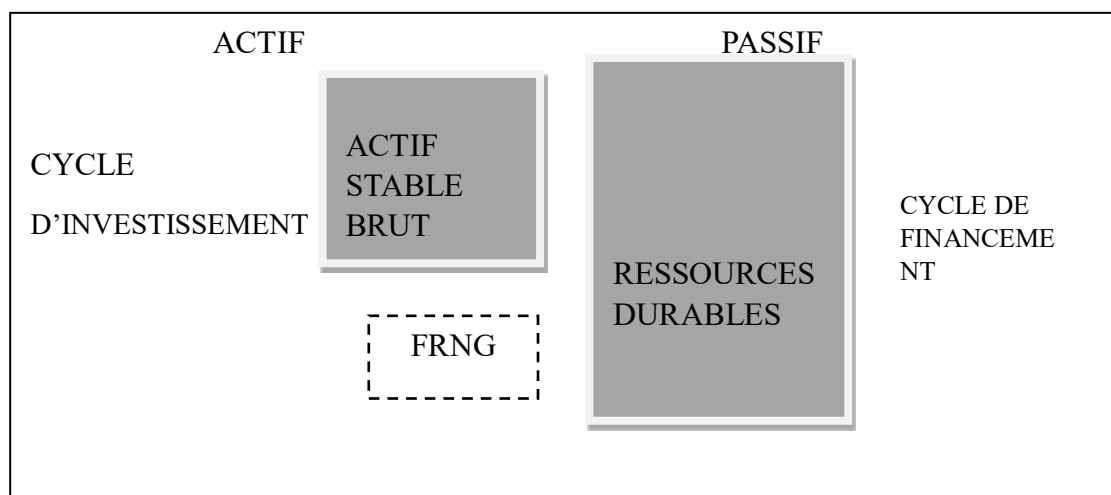 ACTIF
PASSIF
CYCLE
D’INVESTISSEMENT
ACTIF
STABLE
BRUT
FRNG
RESSOURCES
DURABLES
CYCLE DE
FINANCEME
NT